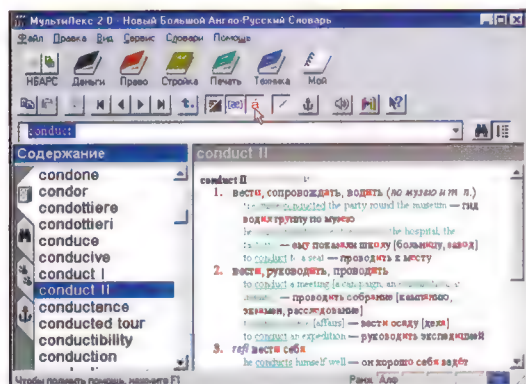 МультиЛекс 2.0 - Новый Большой Англо-Русский Словарь
Файл Правка Вид Сервис Словари Помощь
НБАРС Деньги Право Стройка Печать Техника Мой
conduct
Содержание
condone
condor
condottiere
condottieri
conduce
conducive
conduct I
conduct II
conductance
conducted tour
conductibility
conduction
conduct II
conduct II
1. вести, сопровождать, водить (по музею и т. п.)
conducted the party round the museum — гид
водил группу по музею
he the hospital, the
— ему показали школу [больницу, завод]
to conduct to a seat — проводить к месту
2. вести, руководить, проводить
to conduct a meeting [a campaign, an
— проводить собрание [кампанию,
экзамен, расследование]
[affairs] — вести осаду [дела]
to conduct an expedition — руководить экспедицией
3. refl вести себя
he conducts himself well — он хорошо себя ведёт
Чтобы получить помощь, нажмите F1